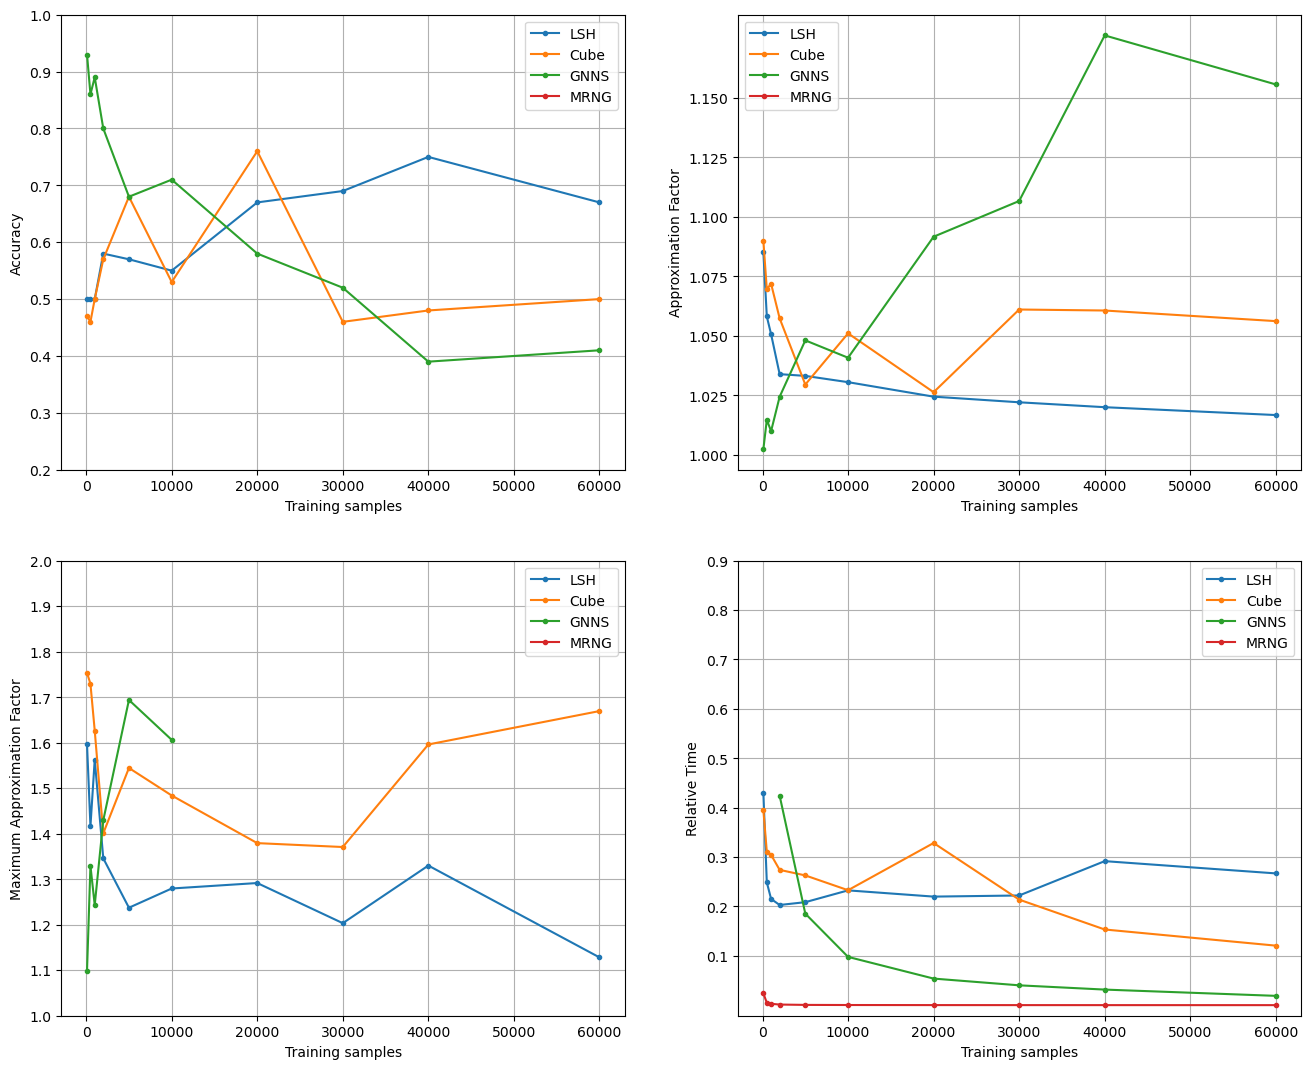 1.0
0.9
0.8
0.7
0.6
0.5
0.4
0.3
0.2
Accuracy
LSH
Cube
GNNS
MRNG
0
10000
20000
30000
40000
50000
60000
Training samples
1.150
1.125
1.100
1.075
1.050
1.025
1.000
Approximation Factor
LSH
Cube
GNNS
MRNG
0
10000
20000
30000
40000
50000
60000
Training samples
2.0
1.9
1.8
1.7
1.6
1.5
1.4
1.3
1.2
1.1
1.0
Maximum Approximation Factor
LSH
Cube
GNNS
MRNG
0
10000
20000
30000
40000
50000
60000
Training samples
0.9
0.8
0.7
0.6
0.5
0.4
0.3
0.2
0.1
Relative Time
LSH
Cube
GNNS
MRNG
0
10000
20000
30000
40000
50000
60000
Training samples